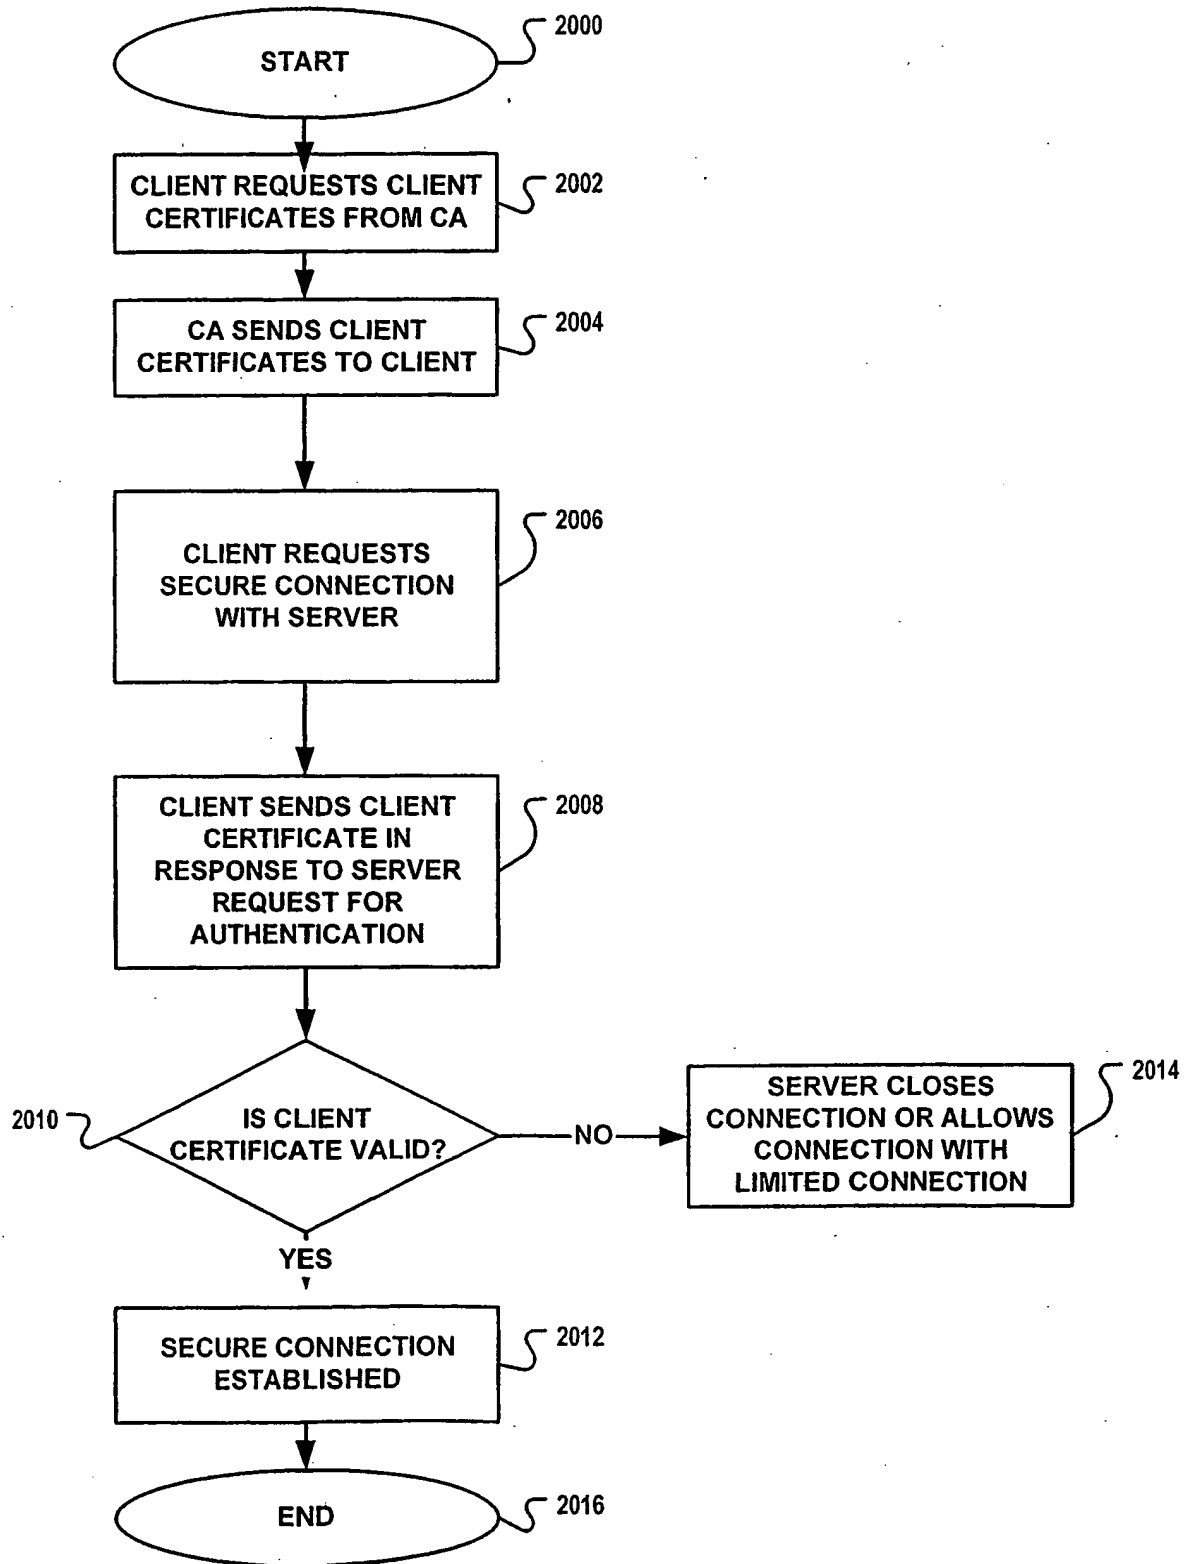 START
2000
CLIENT REQUESTS CLIENT
CERTIFICATES FROM CA
2002
CA SENDS CLIENT
CERTIFICATES TO CLIENT
2004
CLIENT REQUESTS
SECURE CONNECTION
WITH SERVER
2006
CLIENT SENDS CLIENT
CERTIFICATE IN
RESPONSE TO SERVER
REQUEST FOR
AUTHENTICATION
2008
2010
IS CLIENT
CERTIFICATE VALID?
NO
SERVER CLOSES
CONNECTION OR ALLOWS
CONNECTION WITH
LIMITED CONNECTION
2014
YES
SECURE CONNECTION
ESTABLISHED
2012
END
2016